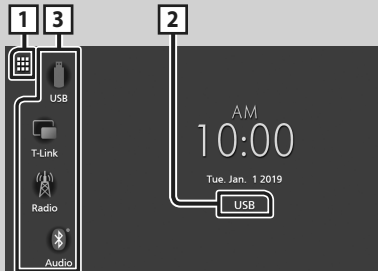 1
3
2
USB
T-Link
Radio
Audio
AM
10:00
Tue. Jan. 1 2019
USB